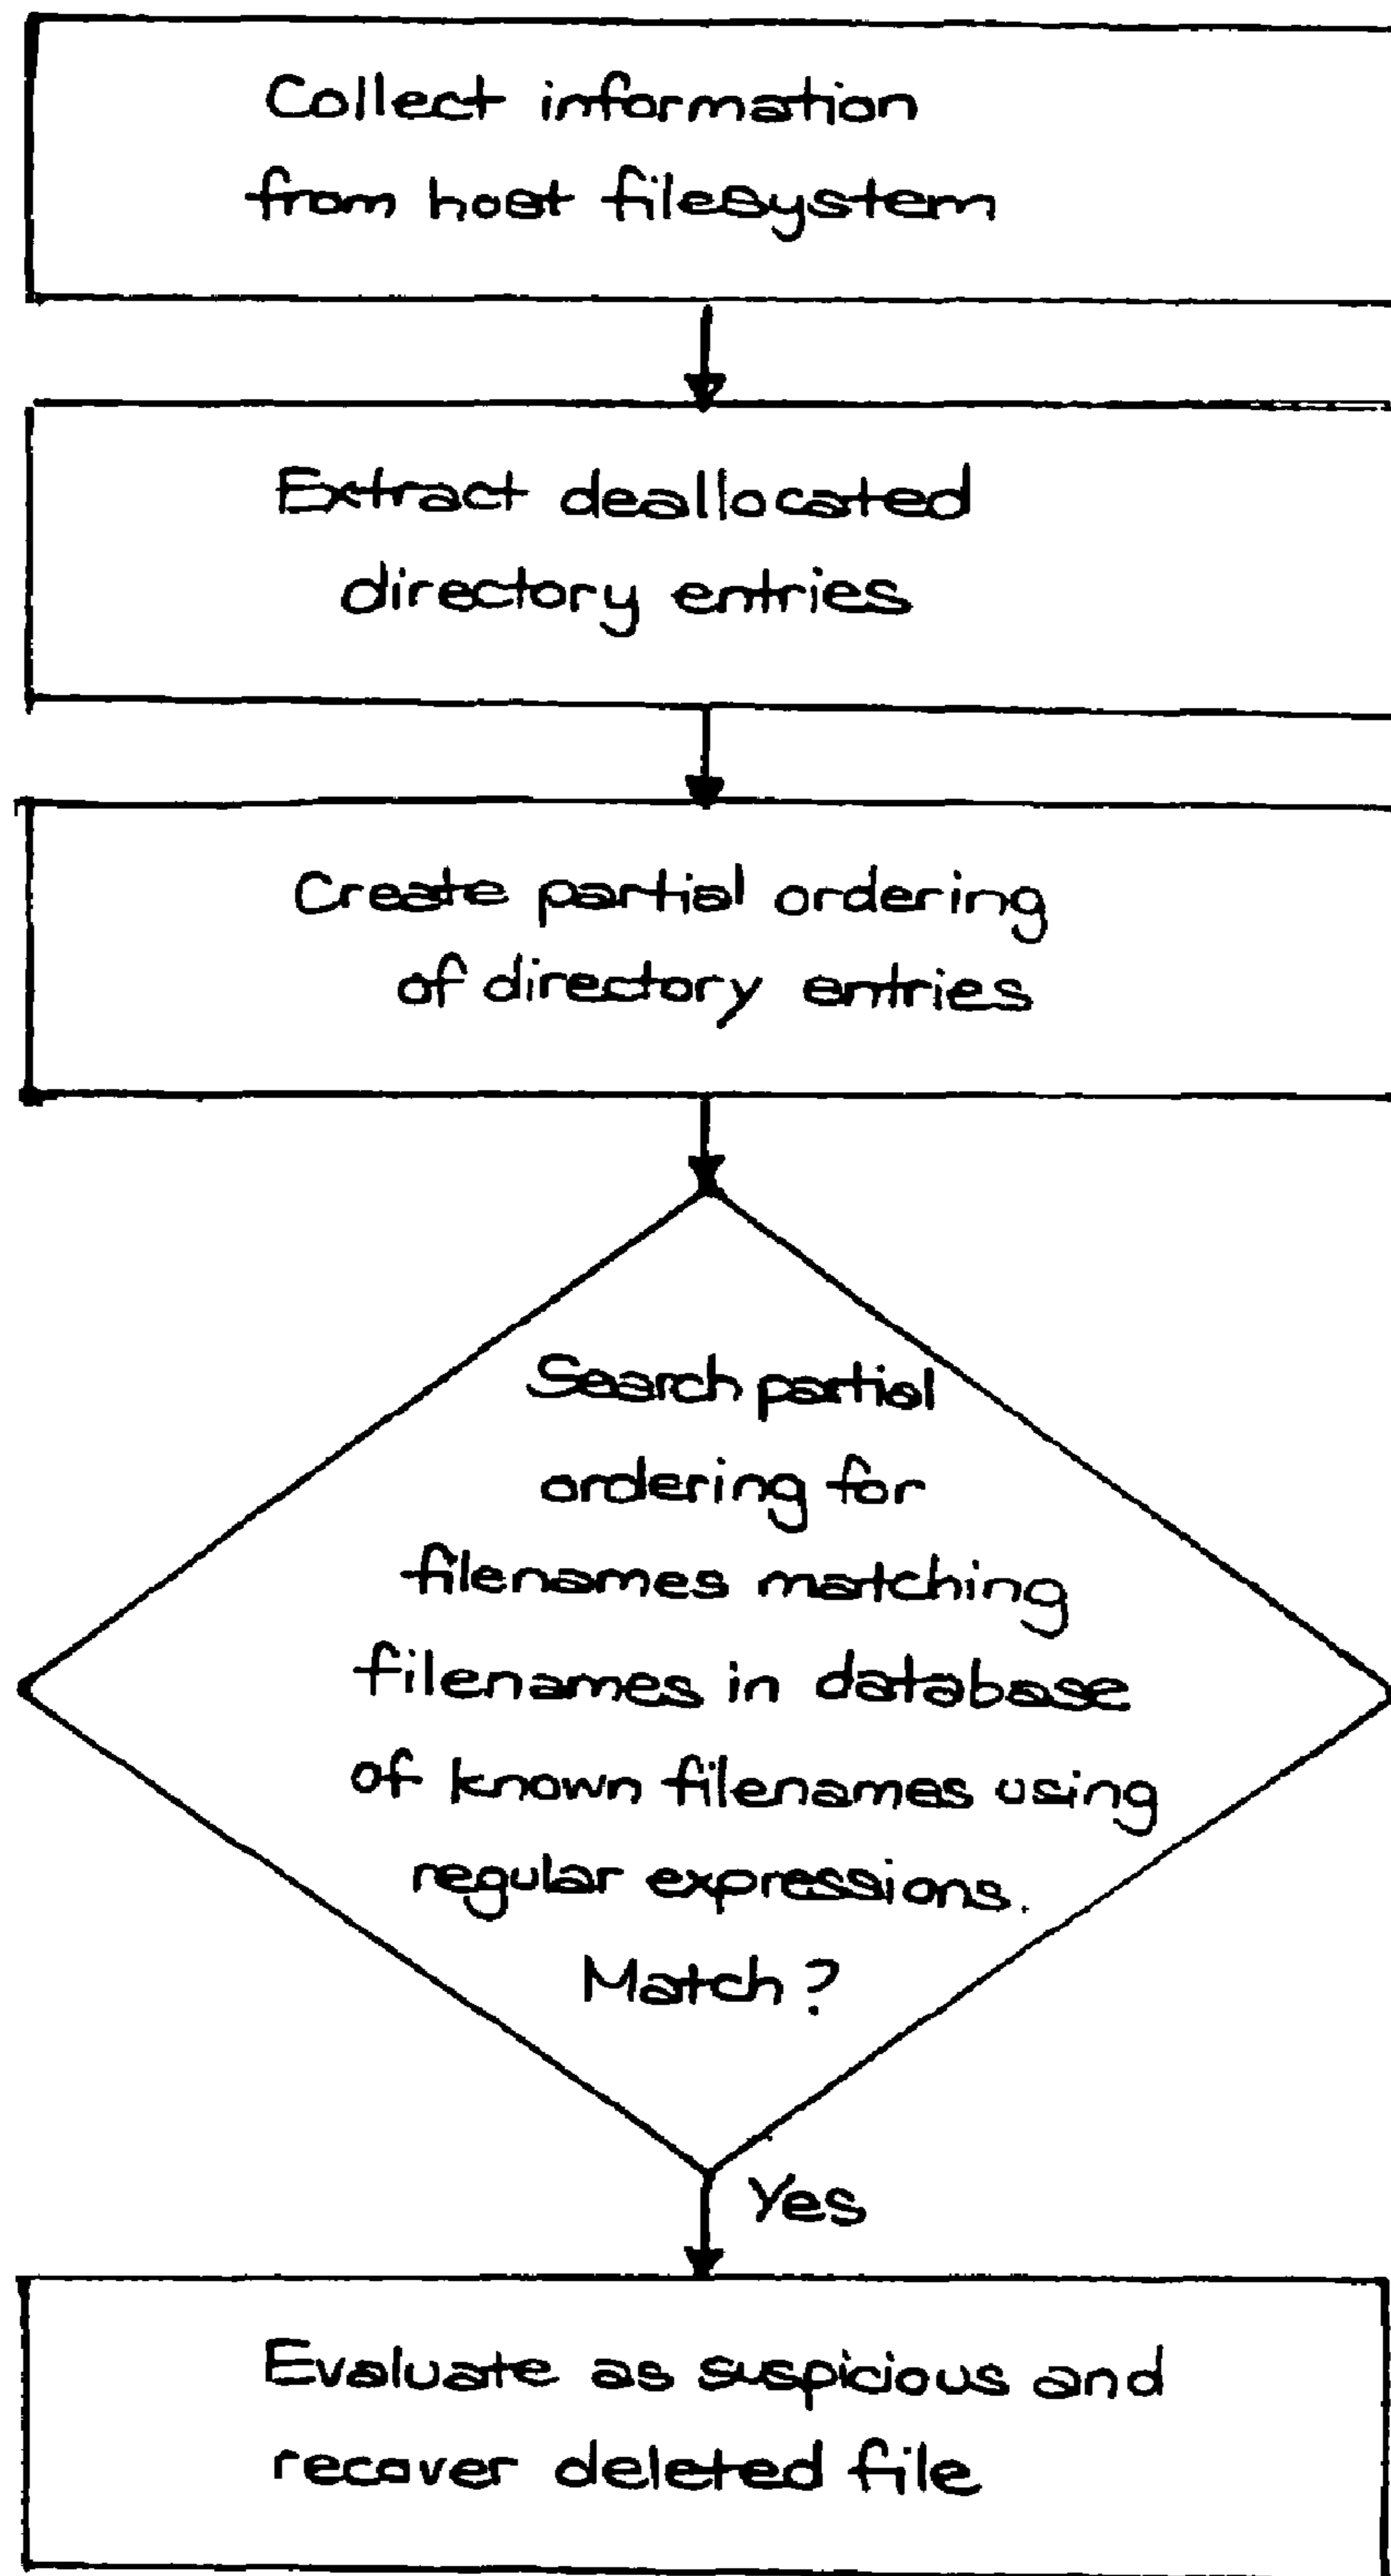 Collect information
from host filesystem
Extract deallocated
directory entries
Create partial ordering
of directory entries
Search partial
ordering for
filenames matching
filenames in database
of known filenames using
regular expressions.
Match?
Yes
Evaluate as suspicious and
recover deleted file